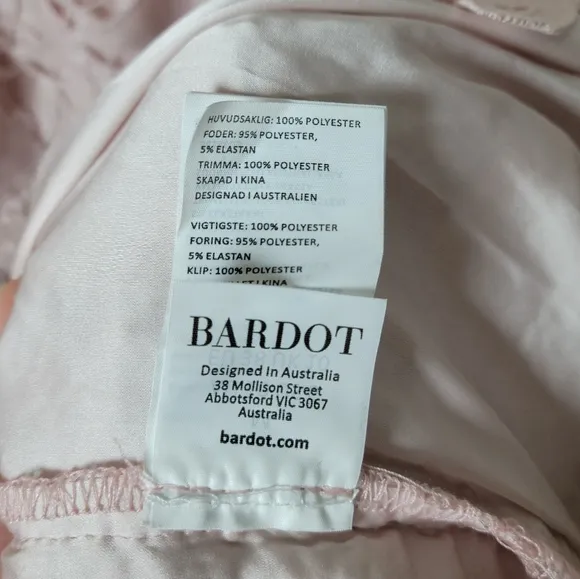 HUVUDSAKLIG: 100% POLYESTER
FODER: 95% POLYESTER,
5% ELASTAN
TRIMMA: 100% POLYESTER
SKAPAD I KINA
DESIGNAD I AUSTRALIEN
VIGTIGSTE: 100% POLYESTER
FORING: 95% POLYESTER,
5% ELASTAN
KLIP: 100% POLYESTER
I KINA
BARDOT
Designed In Australia
38 Mollison Street
Abbotsford VIC 3067
Australia
bardot.com